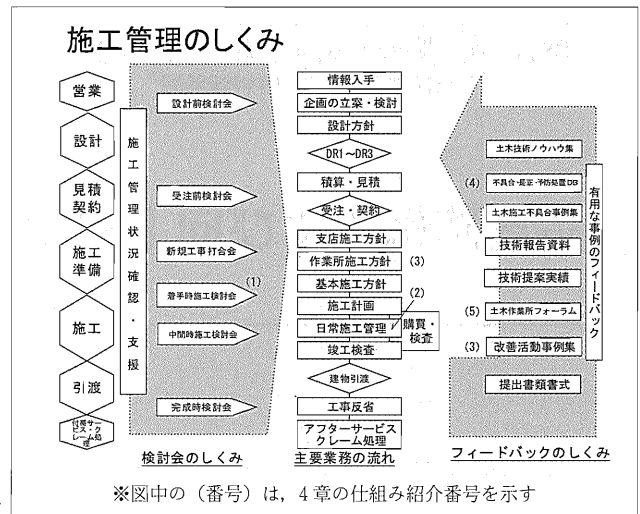 施工管理のしくみ
営業
設計
見積
契約
施工
準備
施工
引渡
付帯サー
ビス・ク
レーム処
理
施工管理状況確認・支援
設計前検討会
受注前検討会
新規工事打合会
(1)
着手時施工検討会
中間時施工検討会
完成時検討会
検討会のしくみ
情報入手
企画の立案・検討
設計方針
DR1~DR3
積算・見積
受注・契約
支店施工方針
作業所施工方針
(3)
基本施工方針
施工計画
(2)
日常施工管理
購買・
検査
竣工検査
建物引渡
工事反省
アフターサービス
クレーム処理
主要業務の流れ
土木技術ノウハウ集
(4)
不具合・是正・予防処置DB
土木施工不具合事例集
技術報告資料
技術提案実績
(5)
土木作業所フォーラム
(3)
改善活動事例集
提出書類書式
有用な事例のフィードバック
フィードバックのしくみ
※図中の(番号)は,4章の仕組み紹介番号を示す